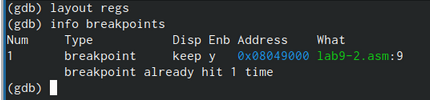 (gdb) layout regs
(gdb) info breakpoints
Num     Type           Disp Enb Address    What
1       breakpoint     keep y   0x08049000 lab9-2.asm:9
        breakpoint already hit 1 time
(gdb)